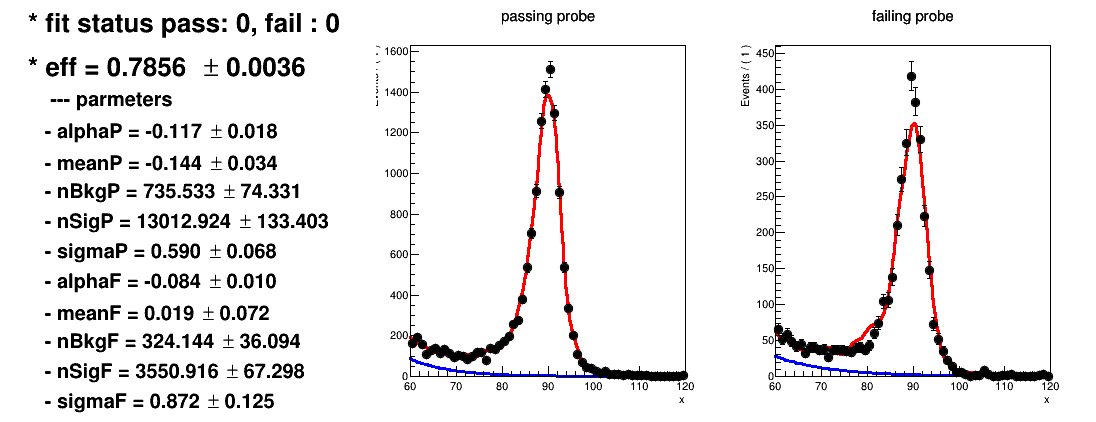 * fit status pass: 0, fail : 0
* eff = 0.7856 ± 0.0036
--- parmeters
- alphaP = -0.117 ± 0.018
- meanP = -0.144 ± 0.034
- nBkgP = 735.533 ± 74.331
- nSigP = 13012.924 ± 133.403
- sigmaP = 0.590 ± 0.068
- alphaF = -0.084 ± 0.010
- meanF = 0.019 ± 0.072
- nBkgF = 324.144 ± 36.094
- nSigF = 3550.916 ± 67.298
- sigmaF = 0.872 ± 0.125
passing probe
1600
1400
1200
1000
800
600
400
200
0
60 70 80 90 100 110 120
x
failing probe
Events / ( 1 )
450
400
350
300
250
200
150
100
50
0
60 70 80 90 100 110 120
x